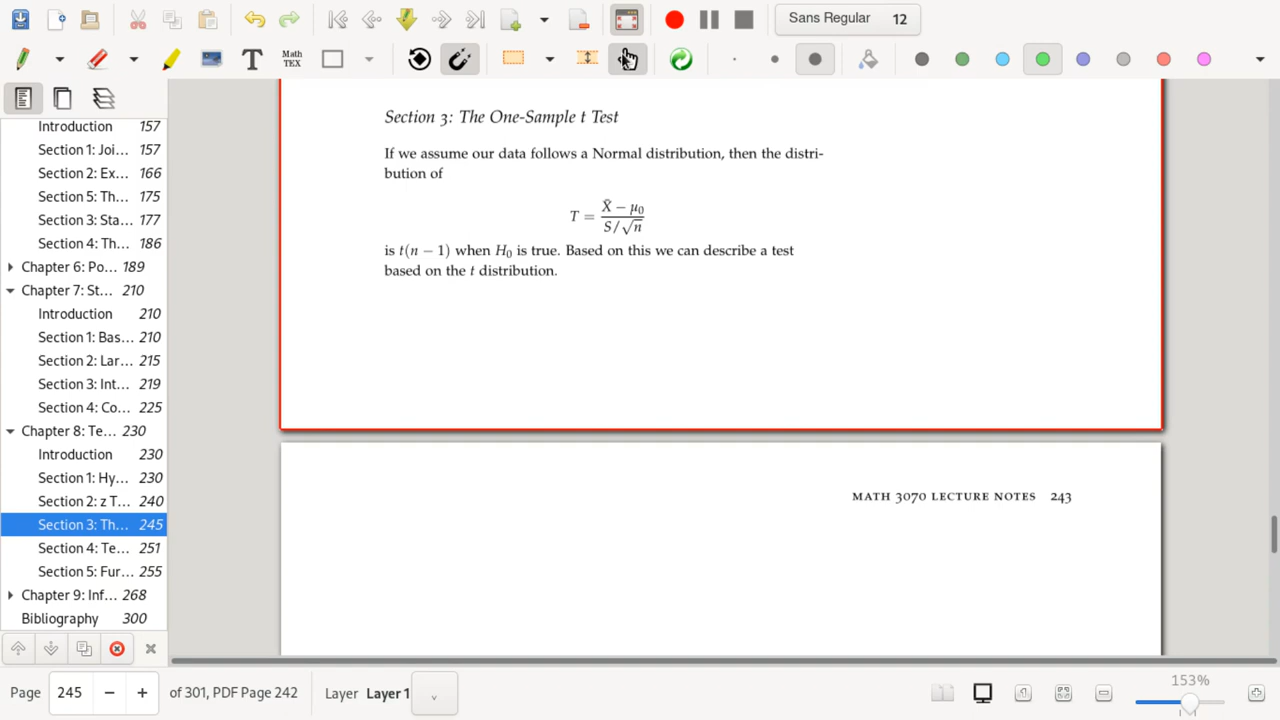 Sans Regular 12
Math
TEX
Introduction 157
Section 1: Joi... 157
Section 2: Ex... 166
Section 5: Th... 175
Section 3: Sta... 177
Section 4: Th... 186
Chapter 6: Po... 189
Chapter 7: St... 210
Introduction 210
Section 1: Bas... 210
Section 2: Lar... 215
Section 3: Int... 219
Section 4: Co... 225
Chapter 8: Te... 230
Introduction 230
Section 1: Hy... 230
Section 2: z T... 240
Section 3: Th... 245
Section 4: Te... 251
Section 5: Fur... 255
Chapter 9: Inf... 268
Bibliography 300
Section 3: The One-Sample t Test
If we assume our data follows a Normal distribution, then the distri-
bution of
T = (X̄ − μ₀) / (S/√n)
is t(n − 1) when H₀ is true. Based on this we can describe a test
based on the t distribution.
MATH 3070 LECTURE NOTES 243
Page 245 − + of 301, PDF Page 242 Layer Layer 1 153%